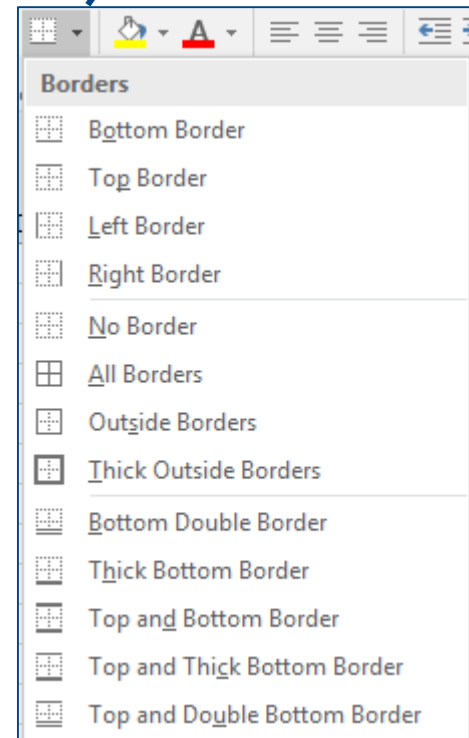 A
Borders
Bottom Border
Top Border
Left Border
Right Border
No Border
All Borders
Outside Borders
Thick Outside Borders
Bottom Double Border
Thick Bottom Border
Top and Bottom Border
Top and Thick Bottom Border
Top and Double Bottom Border